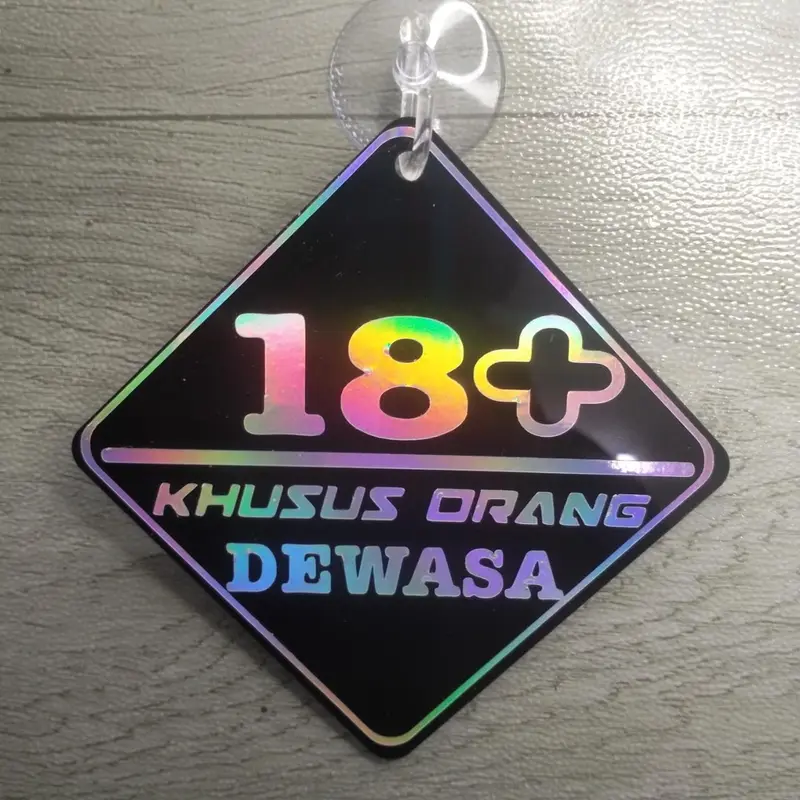 18+
KHUSUS ORANG
DEWASA